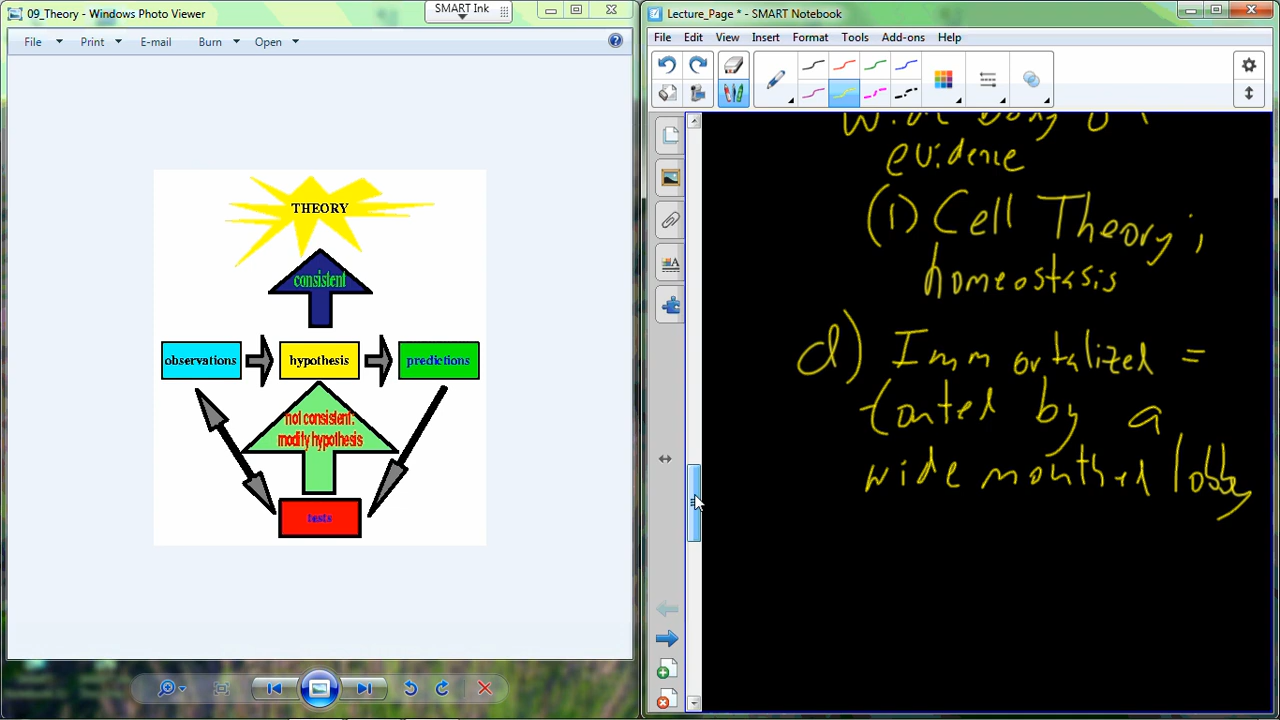 09_Theory - Windows Photo Viewer
SMART Ink
File Print E-mail Burn Open
THEORY
consistent
observations hypothesis predictions
not consistent:
modify hypothesis
tests
Lecture_Page * - SMART Notebook
File Edit View Insert Format Tools Add-ons Help
evidence
(1) Cell Theory;
homeostasis
d) Immortalized =
touted by a
wide mouthed lobby